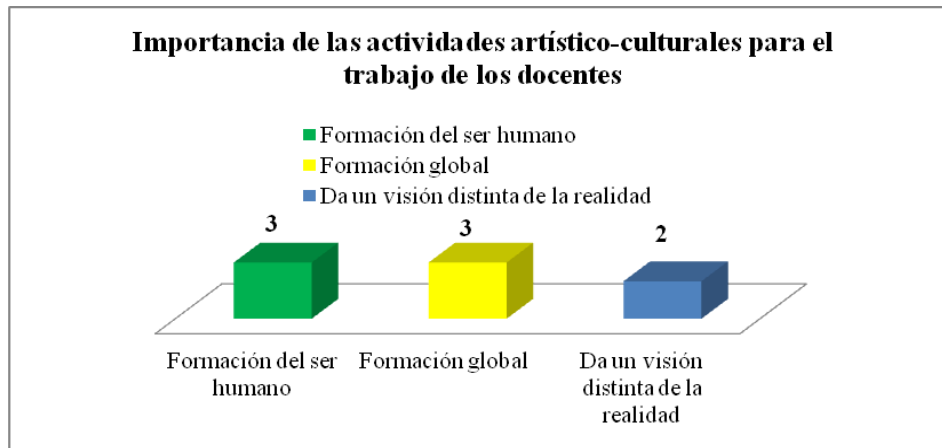 Importancia de las actividades artístico-culturales para el
trabajo de los docentes
Formación del ser humano
Formación global
Da un visión distinta de la realidad
3
3
2
Formación del ser
humano
Formación global
Da un visión
distinta de la
realidad